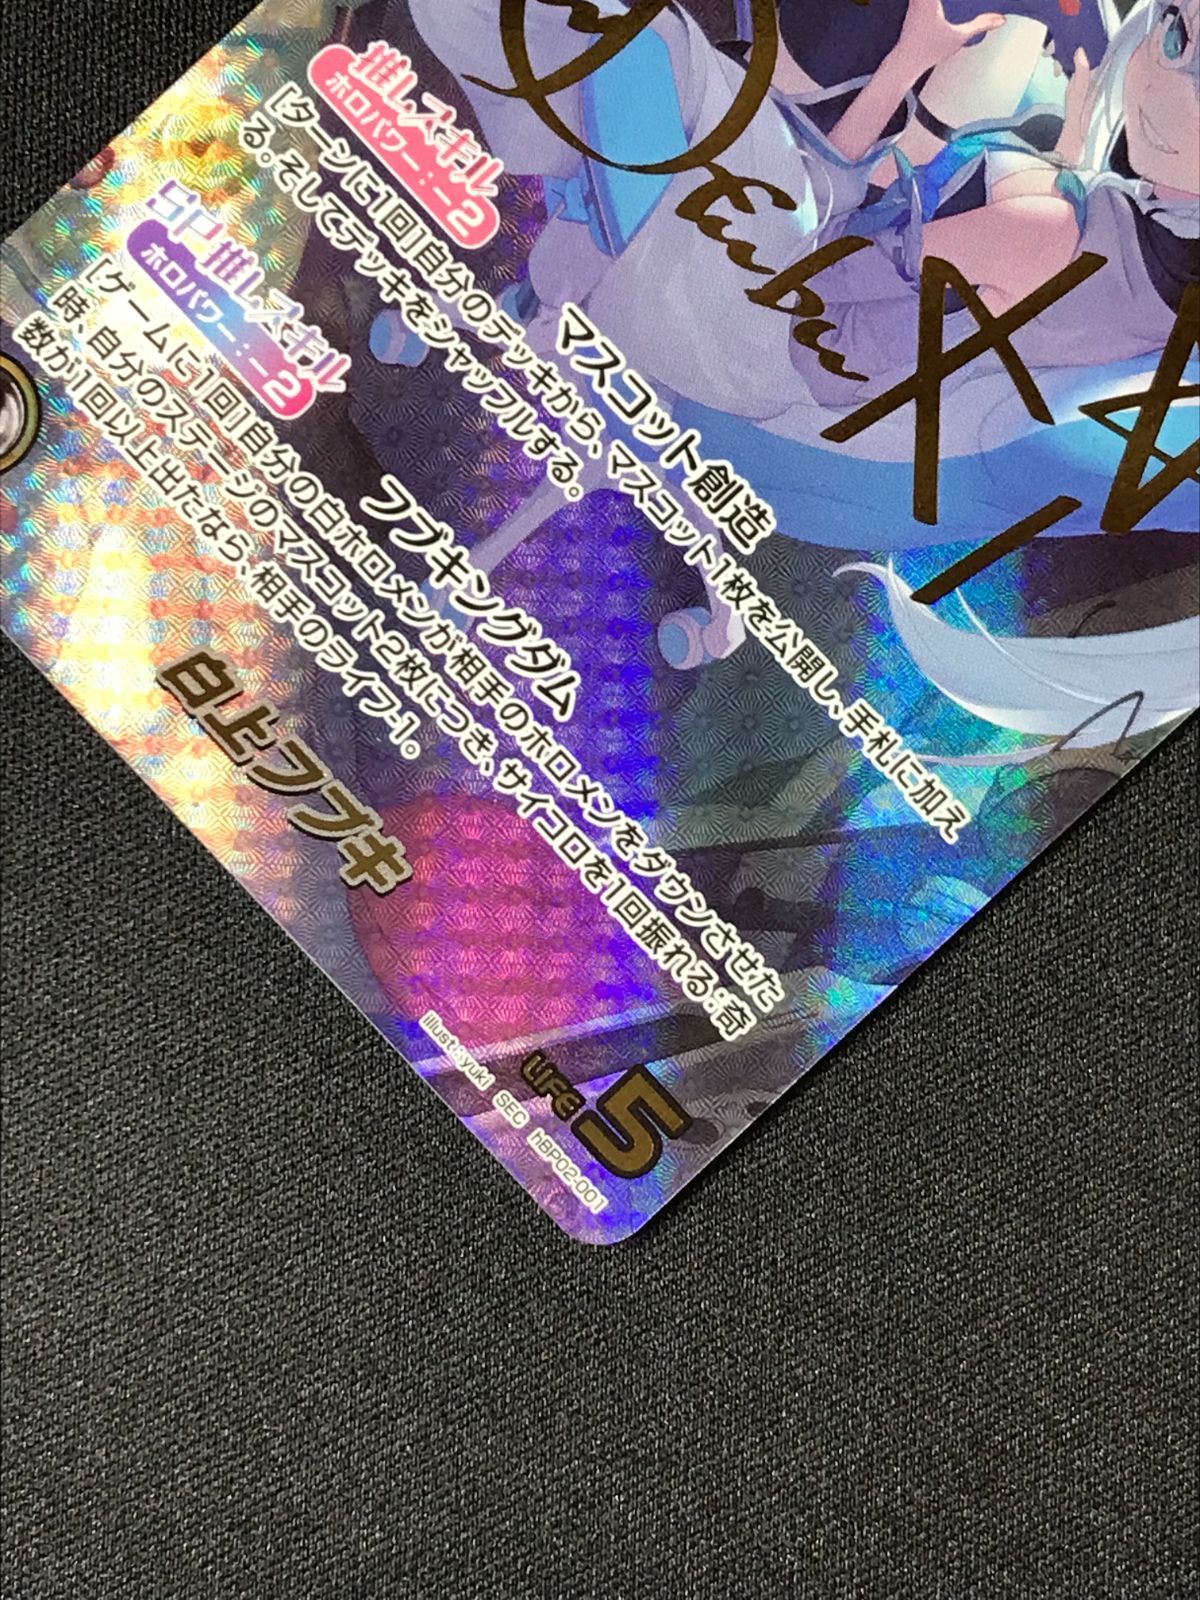 推しスキル
ホロパワー：−2
マスコット創造
[ターンに1回]自分のデッキから、マスコット1枚を公開し、手札に加え
る。そしてデッキをシャッフルする。
SP推しスキル
ホロパワー：−2
フブキングダム
[ゲームに1回]自分の白ホロメンが相手のホロメンをダウンさせた
時、自分のステージのマスコット2枚につき、サイコロを1回振れる：奇
数が1回以上出たなら、相手のライフ-1。
白上フブキ
LIFE 5
illust：yuki SEC hBP02-001